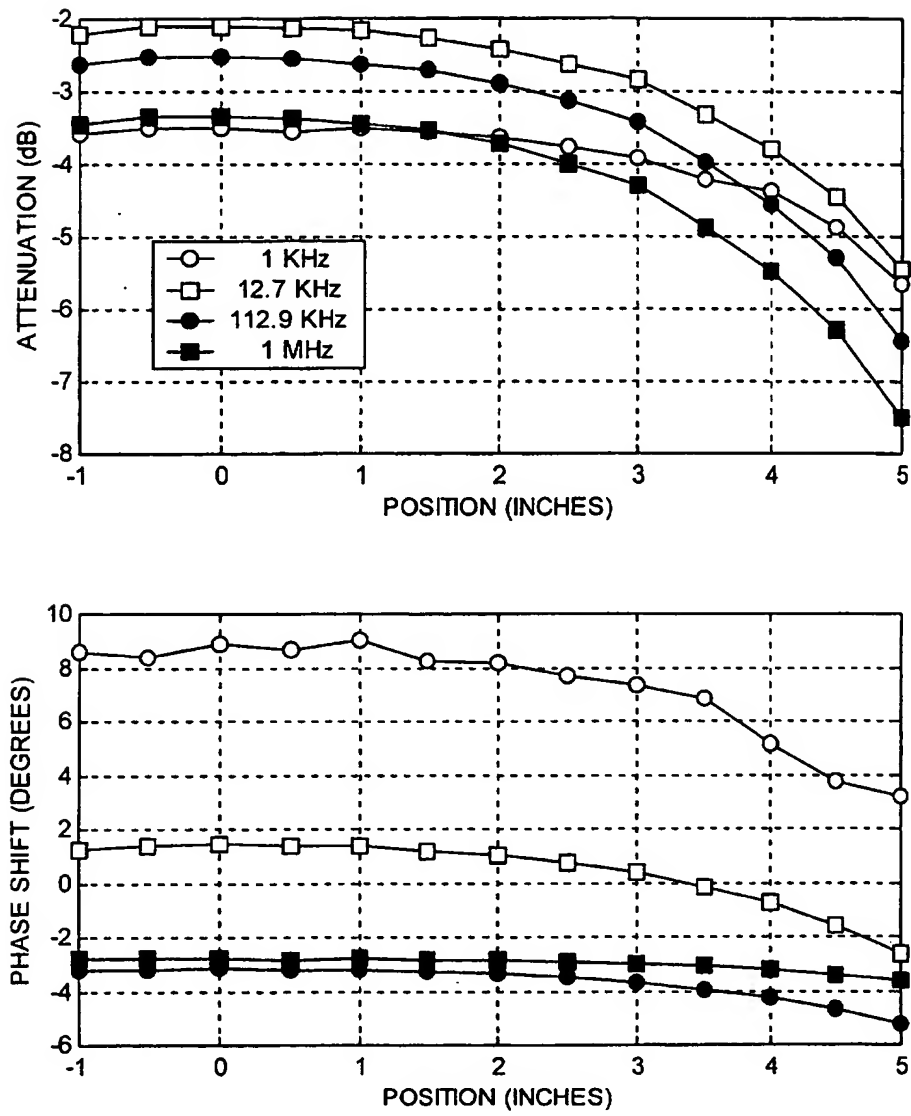 -2
-3
-4
-5
-6
-7
-8
ATTENUATION (dB)
1 KHz
12.7 KHz
112.9 KHz
1 MHz
-1 0 1 2 3 4 5
POSITION (INCHES)
10
8
6
4
2
0
-2
-4
-6
PHASE SHIFT (DEGREES)
-1 0 1 2 3 4 5
POSITION (INCHES)